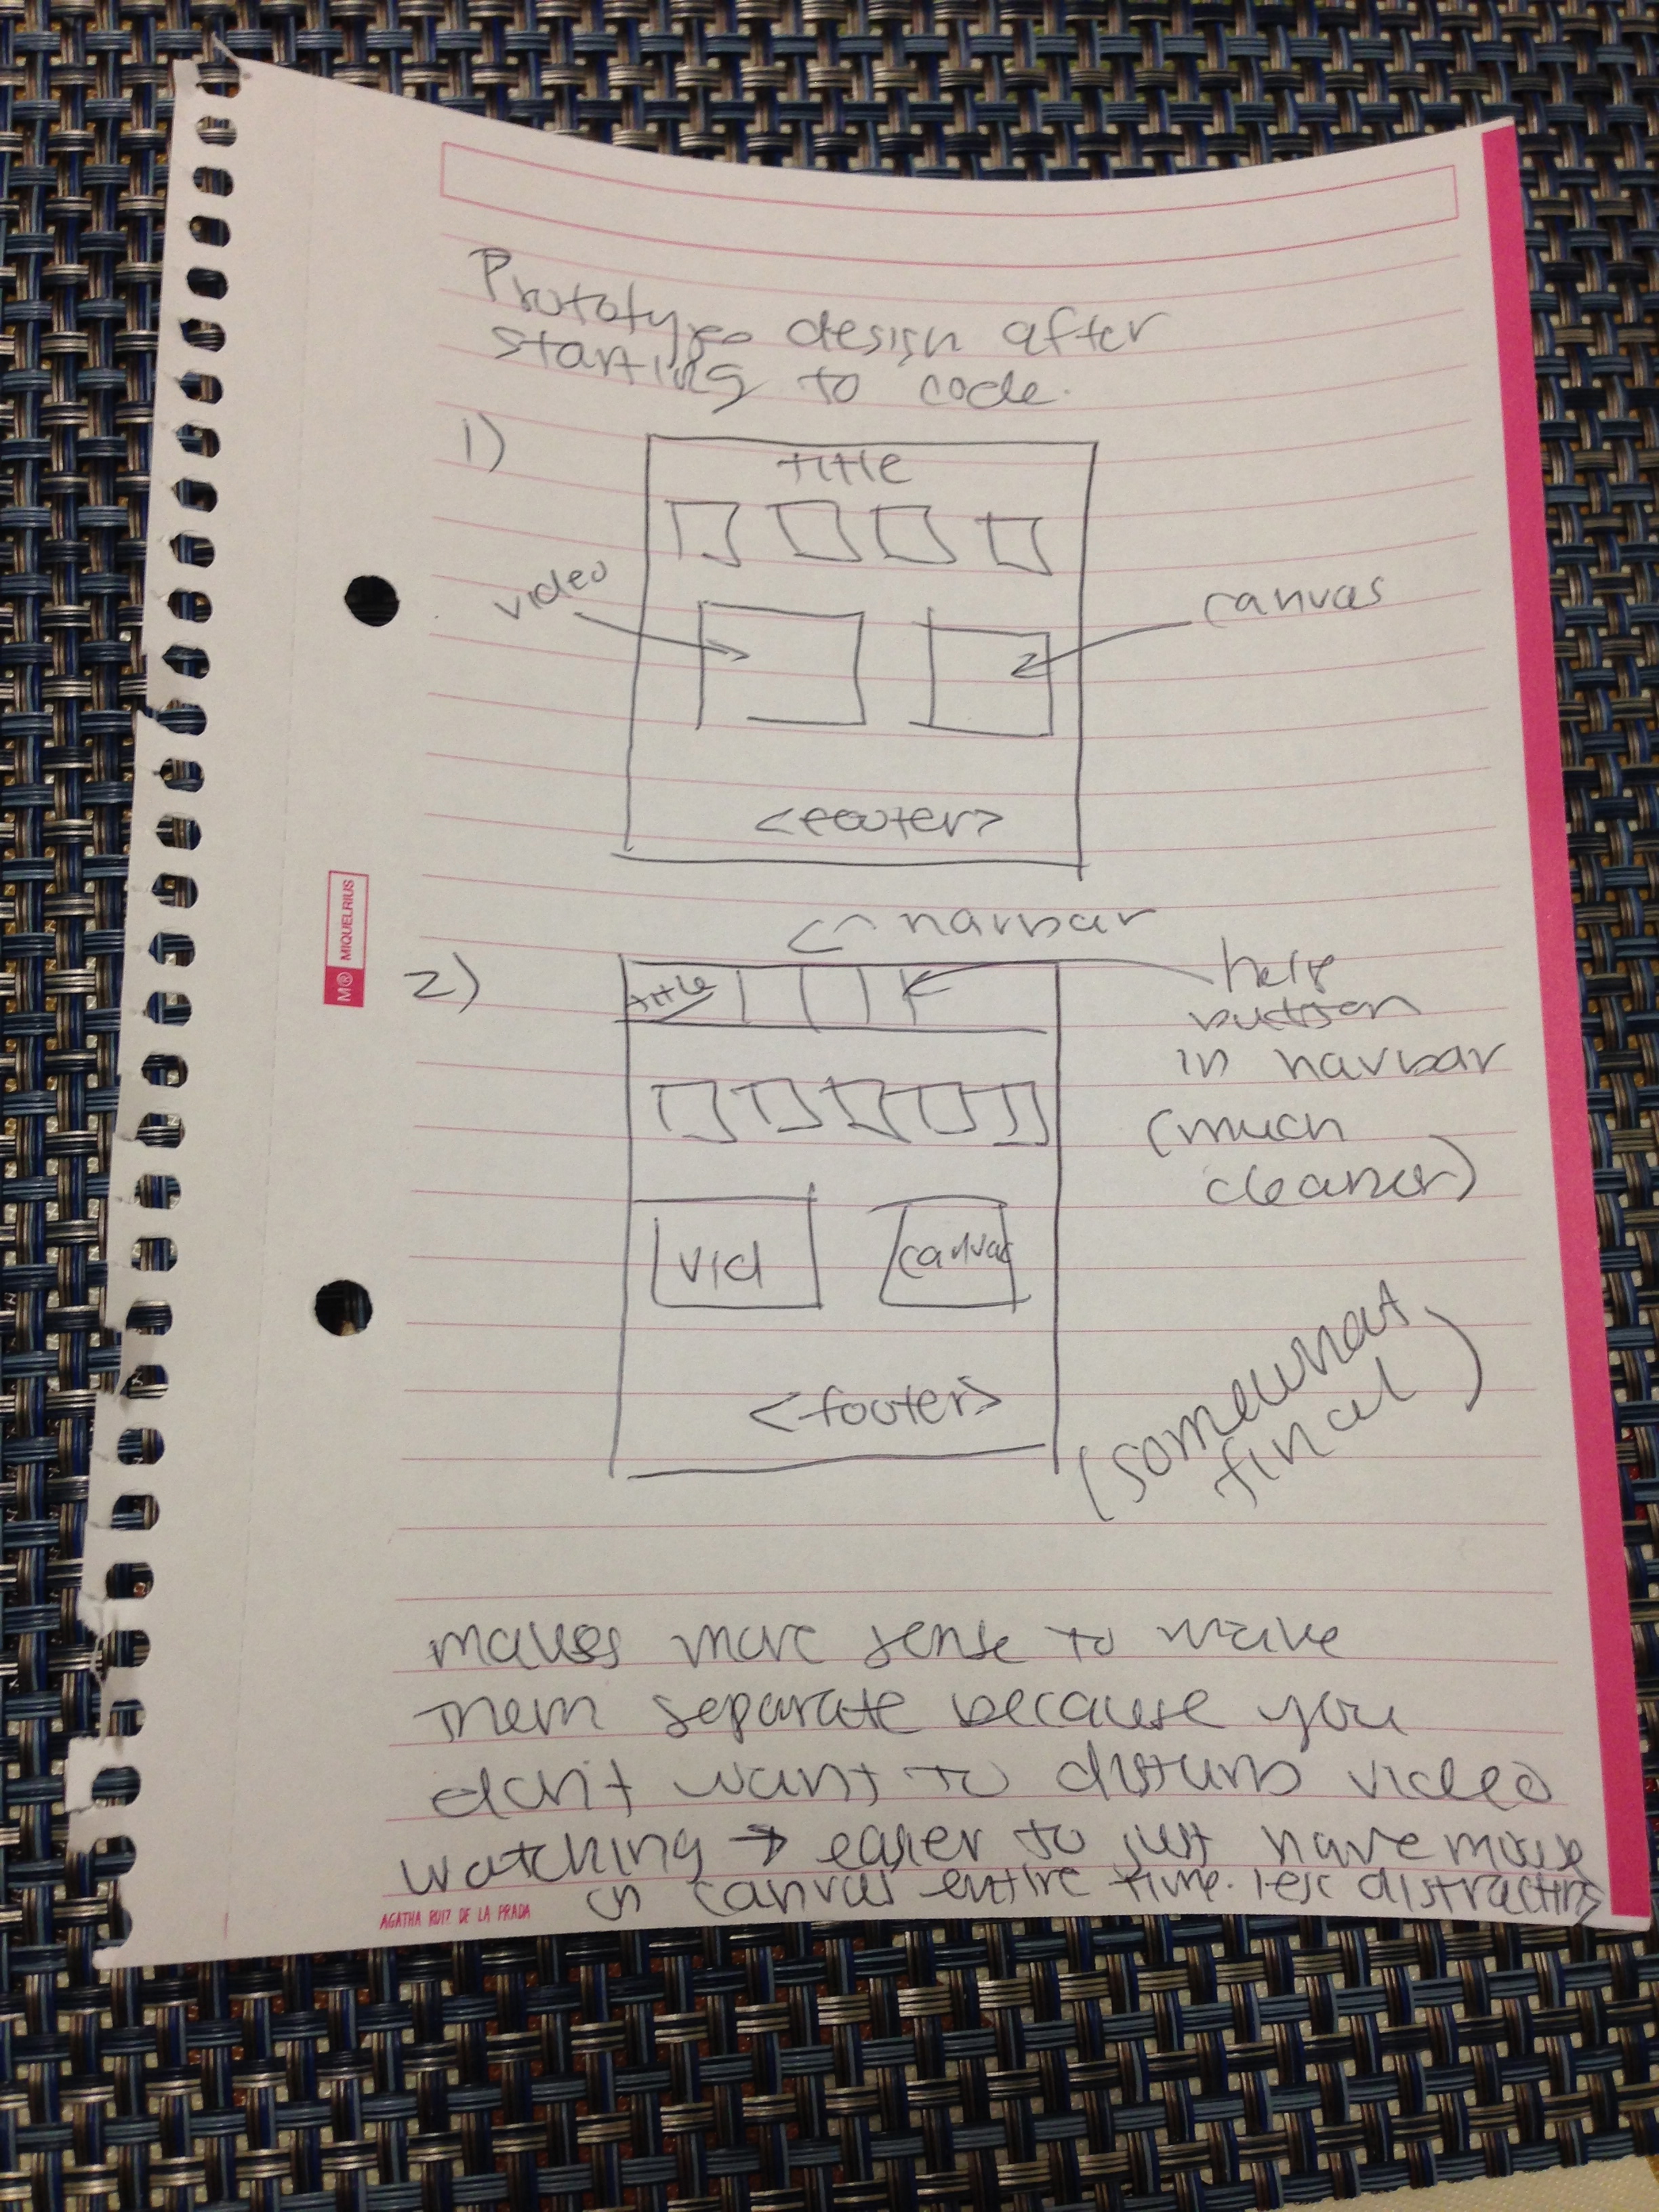 Prototype design after
starting to code.
1)
title
video
canvas
<footer>
<- navbar
2)
title
help
button
in navbar
(much
cleaner)
vid
canvas
<footer>
(somewhat
final)
makes more sense to make
them separate because you
don't want to disturb video
watching → easier to just have mouse
in canvas entire time. less distracting
M® MIQUELRIUS
AGATHA RUIZ DE LA PRADA